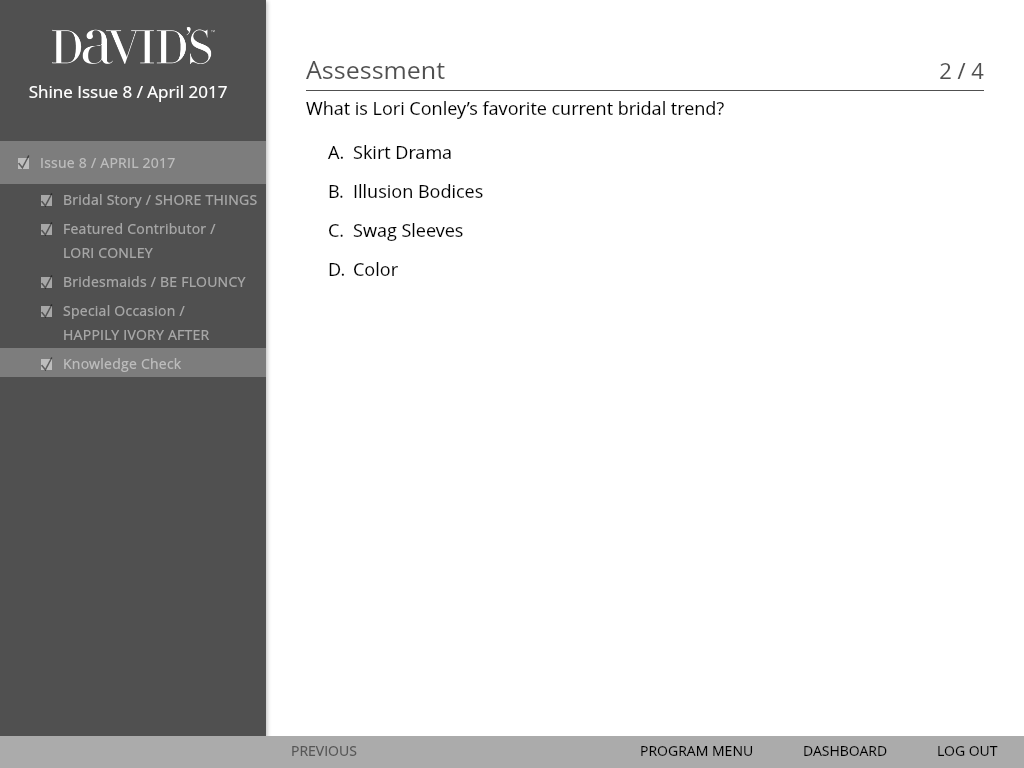 DAVID'S™
Shine Issue 8 / April 2017
Issue 8 / APRIL 2017
Bridal Story / SHORE THINGS
Featured Contributor /
LORI CONLEY
Bridesmaids / BE FLOUNCY
Special Occasion /
HAPPILY IVORY AFTER
Knowledge Check
Assessment 2 / 4
What is Lori Conley’s favorite current bridal trend?
A. Skirt Drama
B. Illusion Bodices
C. Swag Sleeves
D. Color
PREVIOUS PROGRAM MENU DASHBOARD LOG OUT